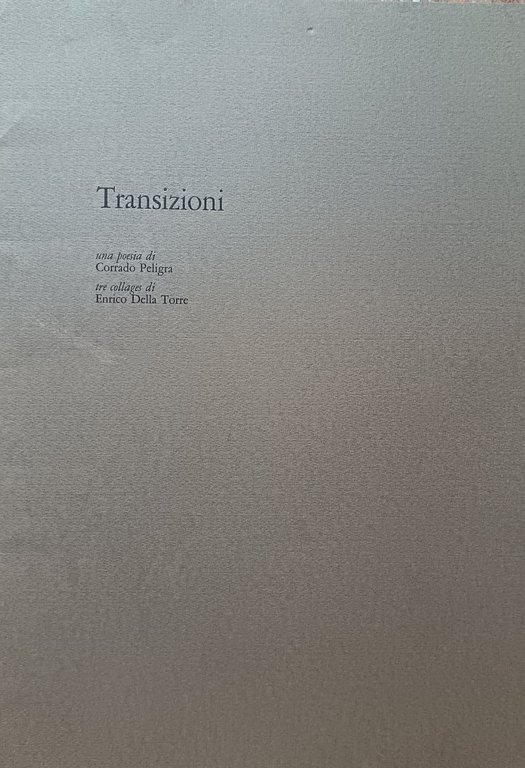 Transizioni
una poesia di
Corrado Peligra
tre collages di
Enrico Della Torre